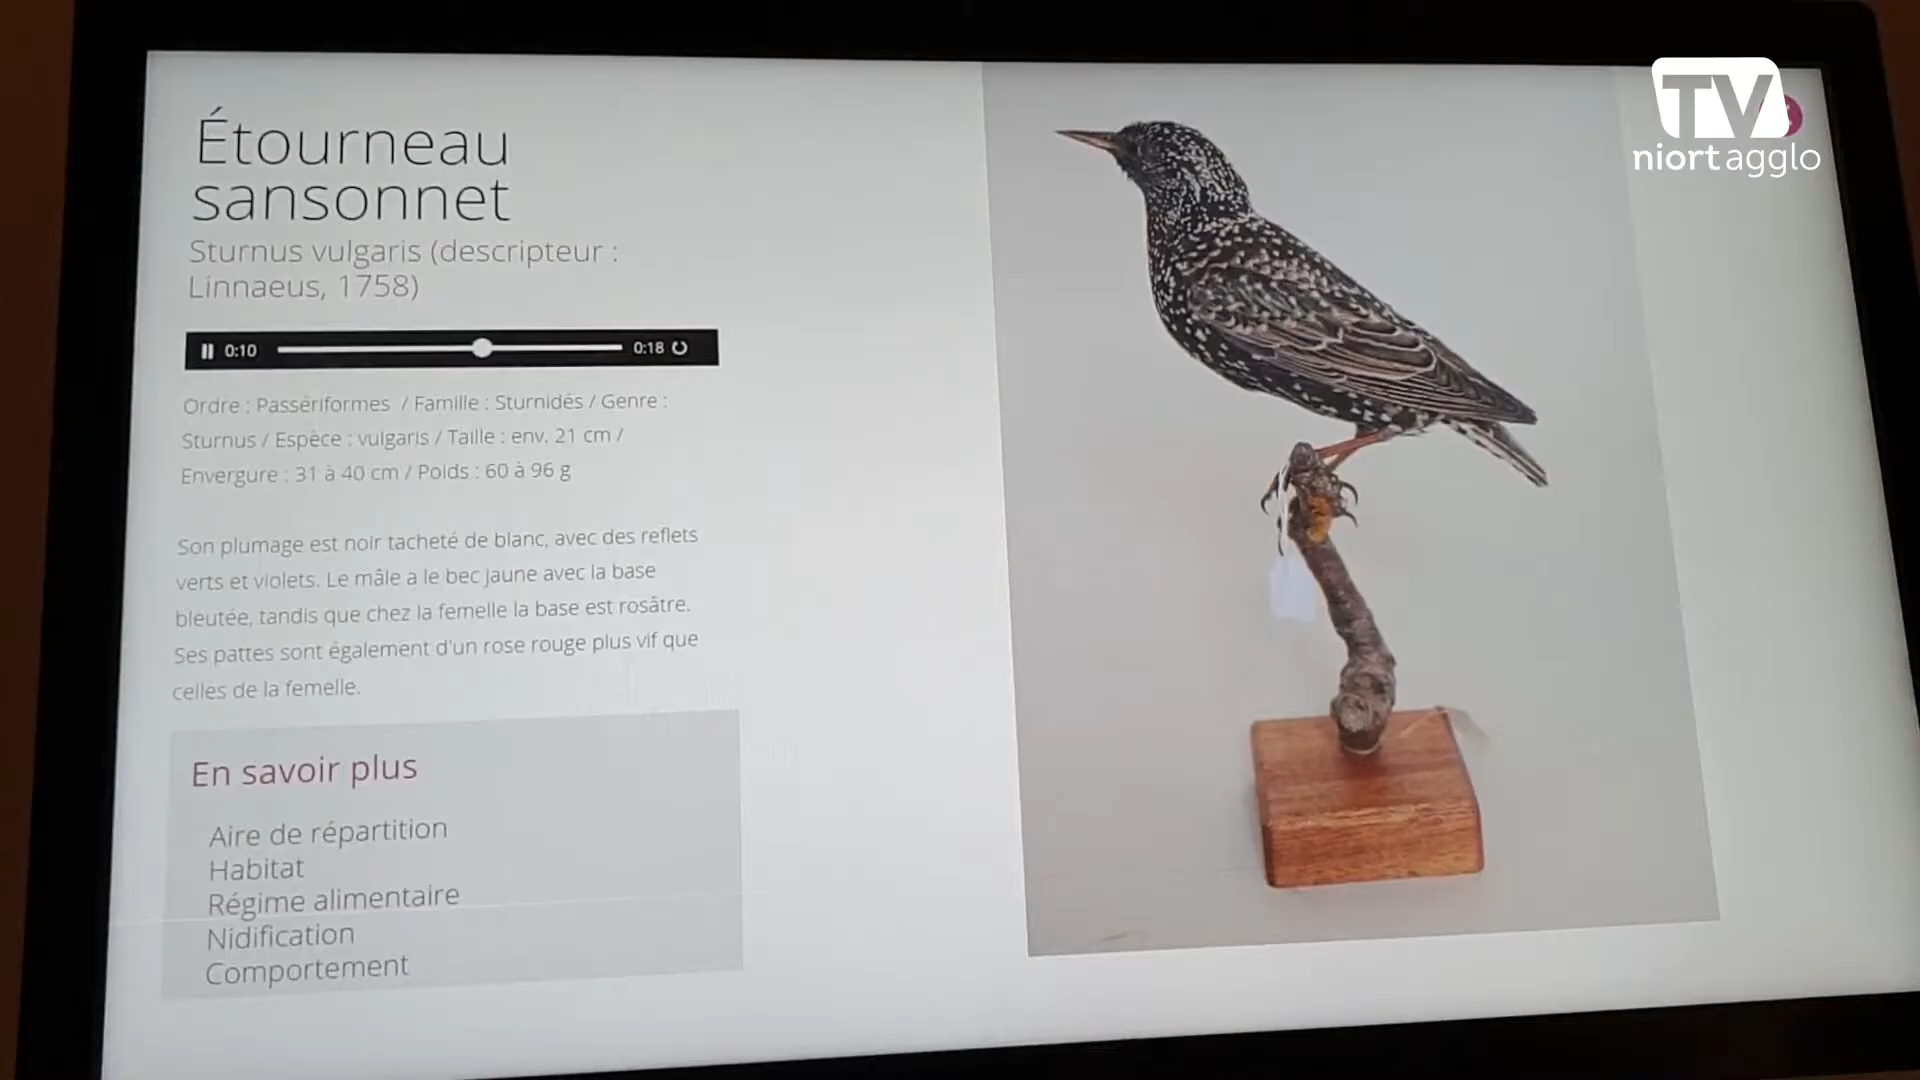 Étourneau
sansonnet
Sturnus vulgaris (descripteur :
Linnaeus, 1758)
0:10 0:18
Ordre : Passériformes / Famille : Sturnidés / Genre :
Sturnus / Espèce : vulgaris / Taille : env. 21 cm /
Envergure : 31 à 40 cm / Poids : 60 à 96 g
Son plumage est noir tacheté de blanc, avec des reflets
verts et violets. Le mâle a le bec jaune avec la base
bleutée, tandis que chez la femelle la base est rosâtre.
Ses pattes sont également d'un rose rouge plus vif que
celles de la femelle.
En savoir plus
Aire de répartition
Habitat
Régime alimentaire
Nidification
Comportement
TV
niort agglo